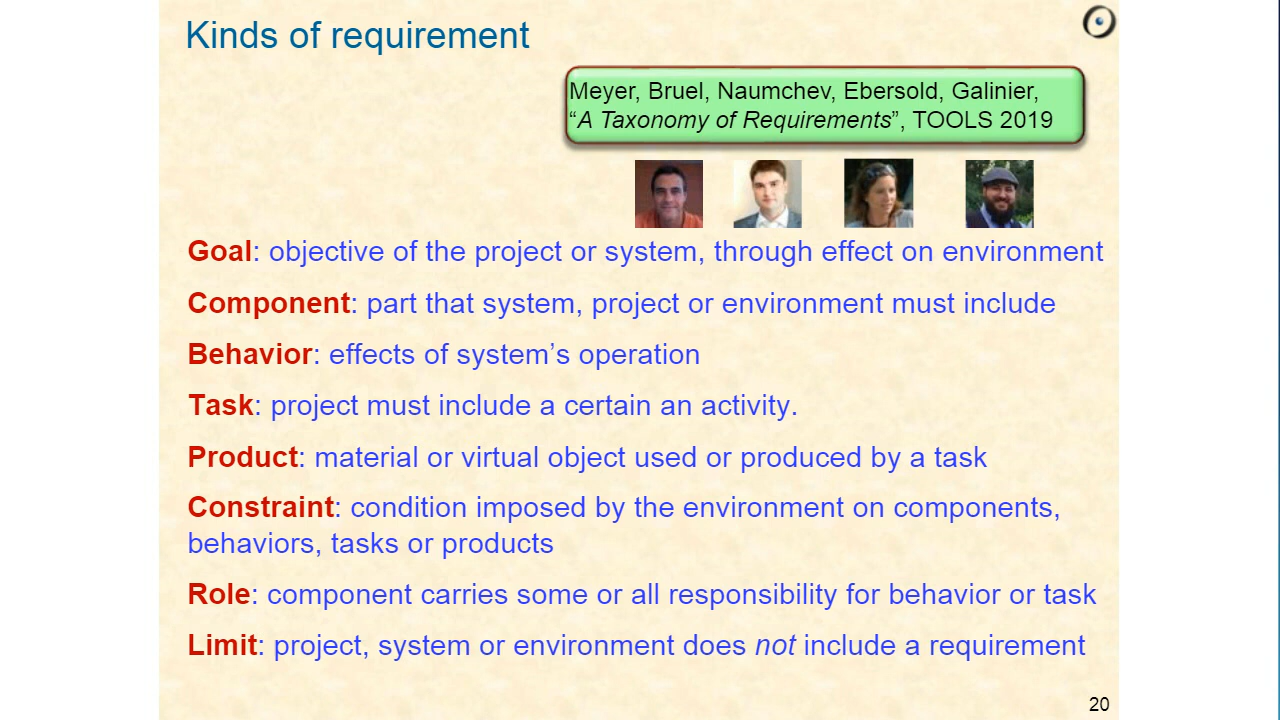 Kinds of requirement
Meyer, Bruel, Naumchev, Ebersold, Galinier,
“A Taxonomy of Requirements”, TOOLS 2019
Goal: objective of the project or system, through effect on environment
Component: part that system, project or environment must include
Behavior: effects of system’s operation
Task: project must include a certain an activity.
Product: material or virtual object used or produced by a task
Constraint: condition imposed by the environment on components,
behaviors, tasks or products
Role: component carries some or all responsibility for behavior or task
Limit: project, system or environment does not include a requirement
20